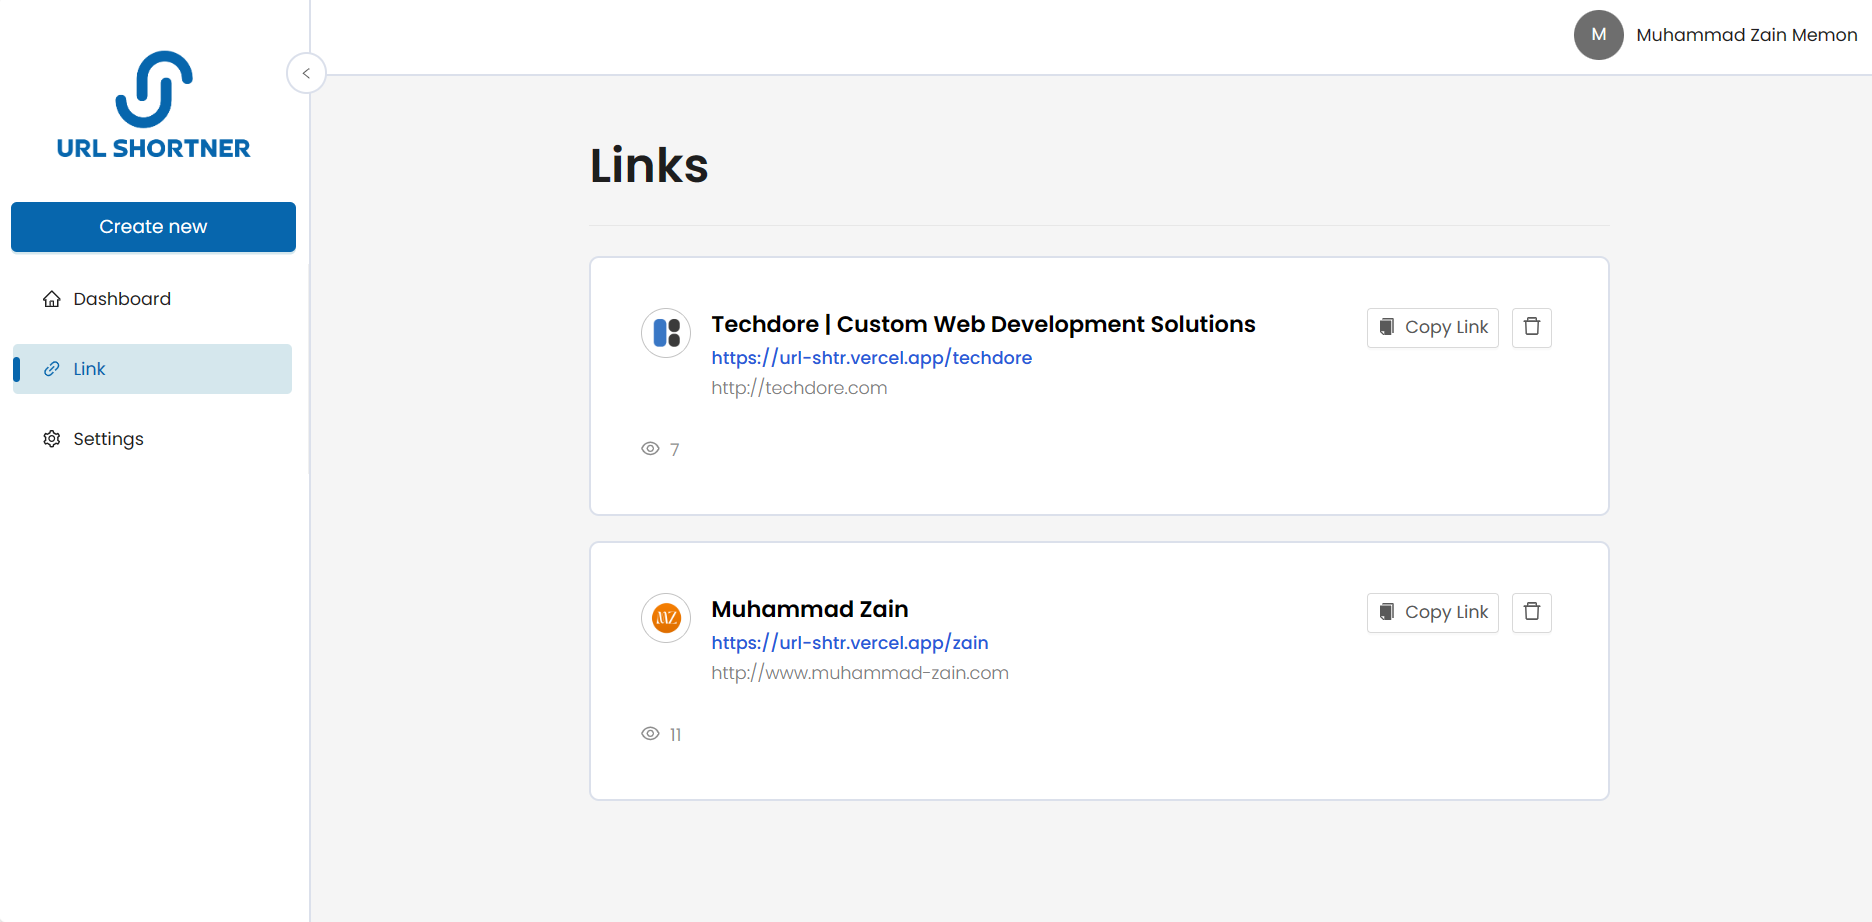 M
Muhammad Zain Memon
URL SHORTNER
Create new
Dashboard
Link
Settings
Links
Techdore | Custom Web Development Solutions
https://url-shtr.vercel.app/techdore
http://techdore.com
Copy Link
7
MZ
Muhammad Zain
https://url-shtr.vercel.app/zain
http://www.muhammad-zain.com
Copy Link
11